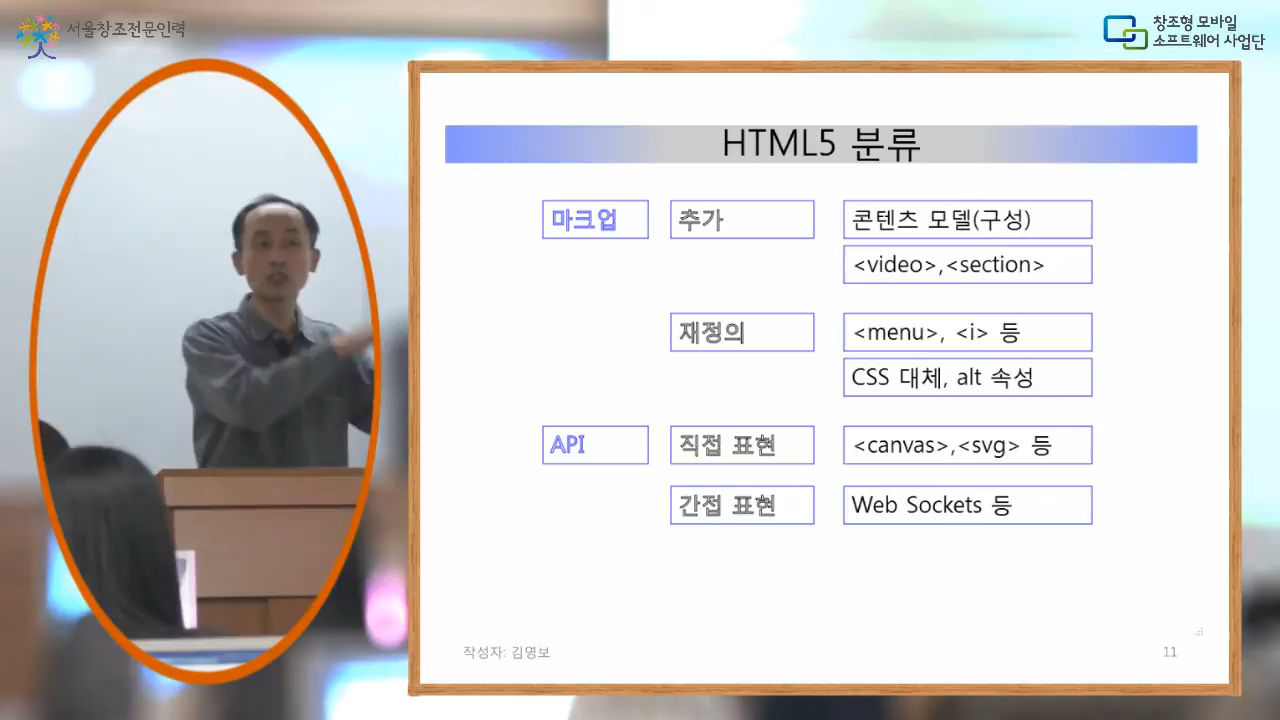 서울창조전문인력
창조형 모바일
소프트웨어 사업단
HTML5 분류
마크업 추가 콘텐츠 모델(구성)
<video>,<section>
재정의 <menu>, <i> 등
CSS 대체, alt 속성
API 직접 표현 <canvas>,<svg> 등
간접 표현 Web Sockets 등
작성자: 김영보 11